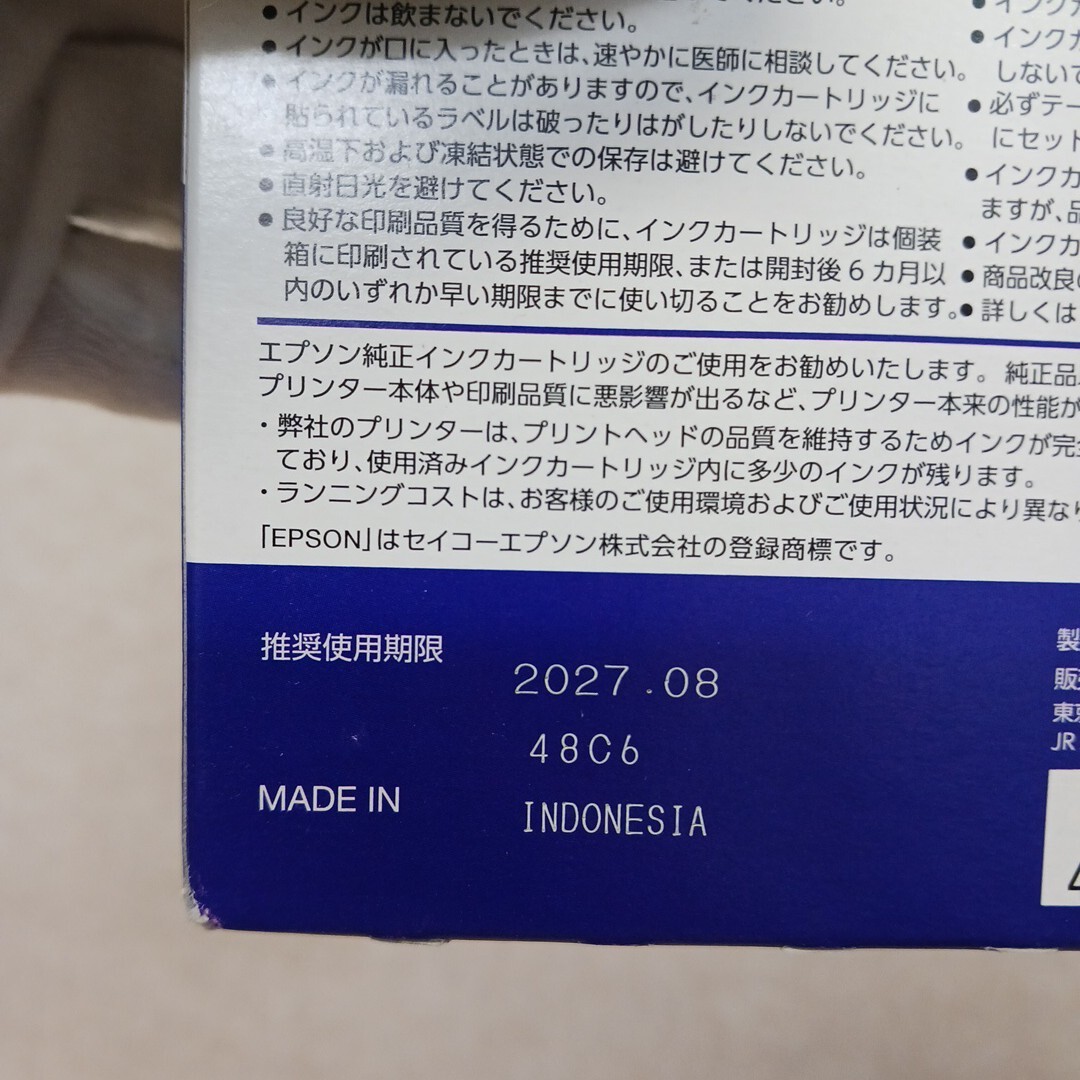 ください。
● インクは飲まないでください。
● インクが口に入ったときは、速やかに医師に相談してください。
● インクが漏れることがありますので、インクカートリッジに
貼られているラベルは破ったりはがしたりしないでください。
● 高温下および凍結状態での保存は避けてください。
● 直射日光を避けてください。
● 良好な印刷品質を得るために、インクカートリッジは個装
箱に印刷されている推奨使用期限、または開封後 6 カ月以
内のいずれか早い期限までに使い切ることをお勧めします。
● インクカ
● インクカ
しないで
● 必ずテー
にセット
● インクカ
ますが、品
● インクカ
● 商品改良の
● 詳しくは
エプソン純正インクカートリッジのご使用をお勧めいたします。 純正品
プリンター本体や印刷品質に悪影響が出るなど、プリンター本来の性能が
・弊社のプリンターは、プリントヘッドの品質を維持するためインクが完全
ており、使用済みインクカートリッジ内に多少のインクが残ります。
・ランニングコストは、お客様のご使用環境およびご使用状況により異なり
「EPSON」はセイコーエプソン株式会社の登録商標です。
推奨使用期限
2027.08
48C6
MADE IN
INDONESIA
製
販
東京
JR